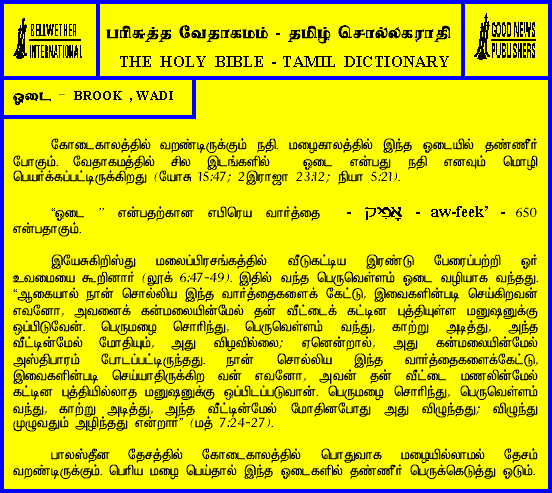 BELLWETHER
INTERNATIONAL
பரிசுத்த வேதாகமம் - தமிழ் சொல்லகராதி
THE HOLY BIBLE - TAMIL DICTIONARY
GOOD NEWS
PUBLISHERS
ஓடை - BROOK , WADI
கோடைகாலத்தில் வறண்டிருக்கும் நதி. மழைகாலத்தில் இந்த ஓடையில் தண்ணீர்
போகும். வேதாகமத்தில் சில இடங்களில் ஓடை என்பது நதி எனவும் மொழி
பெயர்க்கப்பட்டிருக்கிறது (யோசு 15:47; 2இராஜா 23:12; நியா 5:21).
“ஓடை ” என்பதற்கான எபிரெய வார்த்தை - אָפִיק - aw-feek’ - 650
என்பதாகும்.
இயேசுகிறிஸ்து மலைப்பிரசங்கத்தில் வீடுகட்டிய இரண்டு பேரைப்பற்றி ஓர்
உவமையை கூறினார் (லூக் 6:47-49). இதில் வந்த பெருவெள்ளம் ஓடை வழியாக வந்தது.
“ஆகையால் நான் சொல்லிய இந்த வார்த்தைகளைக் கேட்டு, இவைகளின்படி செய்கிறவன்
எவனோ, அவனைக் கன்மலையின்மேல் தன் வீட்டைக் கட்டின புத்தியுள்ள மனுஷனுக்கு
ஒப்பிடுவேன். பெருமழை சொரிந்து, பெருவெள்ளம் வந்து, காற்று அடித்து, அந்த
வீட்டின்மேல் மோதியும், அது விழவில்லை; ஏனென்றால், அது கன்மலையின்மேல்
அஸ்திபாரம் போடப்பட்டிருந்தது. நான் சொல்லிய இந்த வார்த்தைகளைக்கேட்டு,
இவைகளின்படி செய்யாதிருக்கிற வன் எவனோ, அவன் தன் வீட்டை மணலின்மேல்
கட்டின புத்தியில்லாத மனுஷனுக்கு ஒப்பிடப்படுவான். பெருமழை சொரிந்து, பெருவெள்ளம்
வந்து, காற்று அடித்து, அந்த வீட்டின்மேல் மோதினபோது அது விழுந்தது; விழுந்து
முழுவதும் அழிந்தது என்றார்” (மத் 7:24-27).
பாலஸ்தீன தேசத்தில் கோடைகாலத்தில் பொதுவாக மழையில்லாமல் தேசம்
வறண்டிருக்கும். பெரிய மழை பெய்தால் இந்த ஓடைகளில் தண்ணீர் பெருக்கெடுத்து ஓடும்.